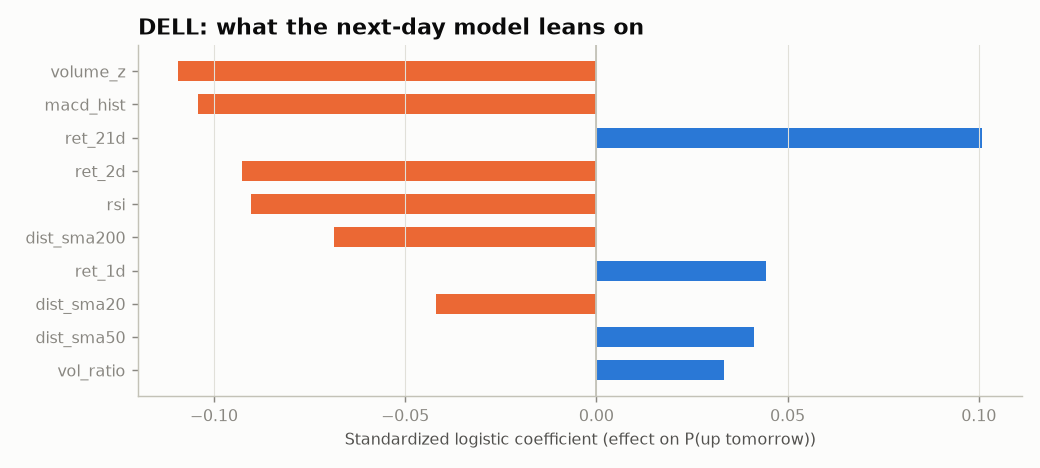 DELL: what the next-day model leans on
volume_z
macd_hist
ret_21d
ret_2d
rsi
dist_sma200
ret_1d
dist_sma20
dist_sma50
vol_ratio
−0.10 −0.05 0.00 0.05 0.10
Standardized logistic coefficient (effect on P(up tomorrow))